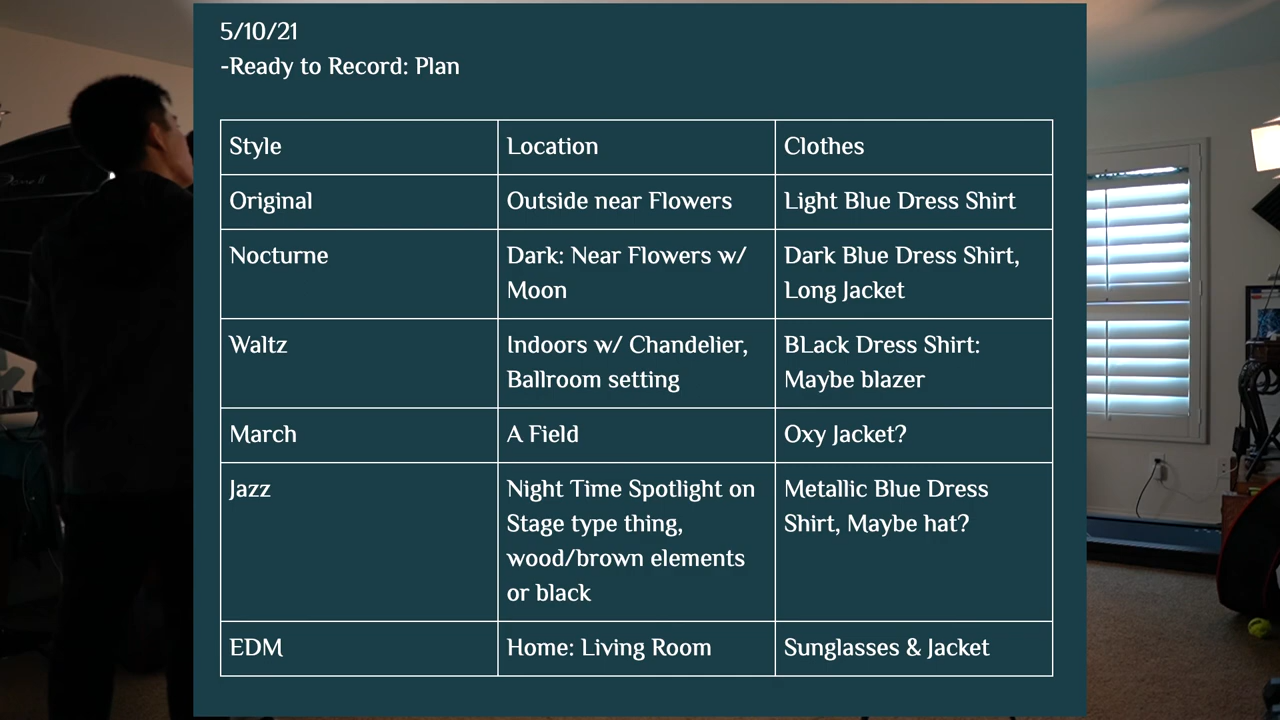 5/10/21
-Ready to Record: Plan
Style Location Clothes
Original Outside near Flowers Light Blue Dress Shirt
Nocturne Dark: Near Flowers w/ Dark Blue Dress Shirt,
Moon Long Jacket
Waltz Indoors w/ Chandelier, BLack Dress Shirt:
Ballroom setting Maybe blazer
March A Field Oxy Jacket?
Jazz Night Time Spotlight on Metallic Blue Dress
Stage type thing, Shirt, Maybe hat?
wood/brown elements
or black
EDM Home: Living Room Sunglasses & Jacket